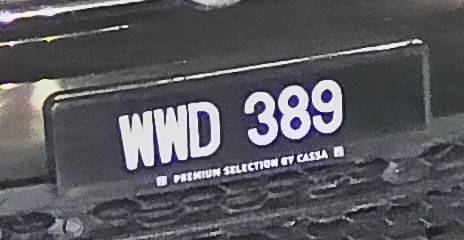 WWD 389
PREMIUM SELECTION BY CASSA